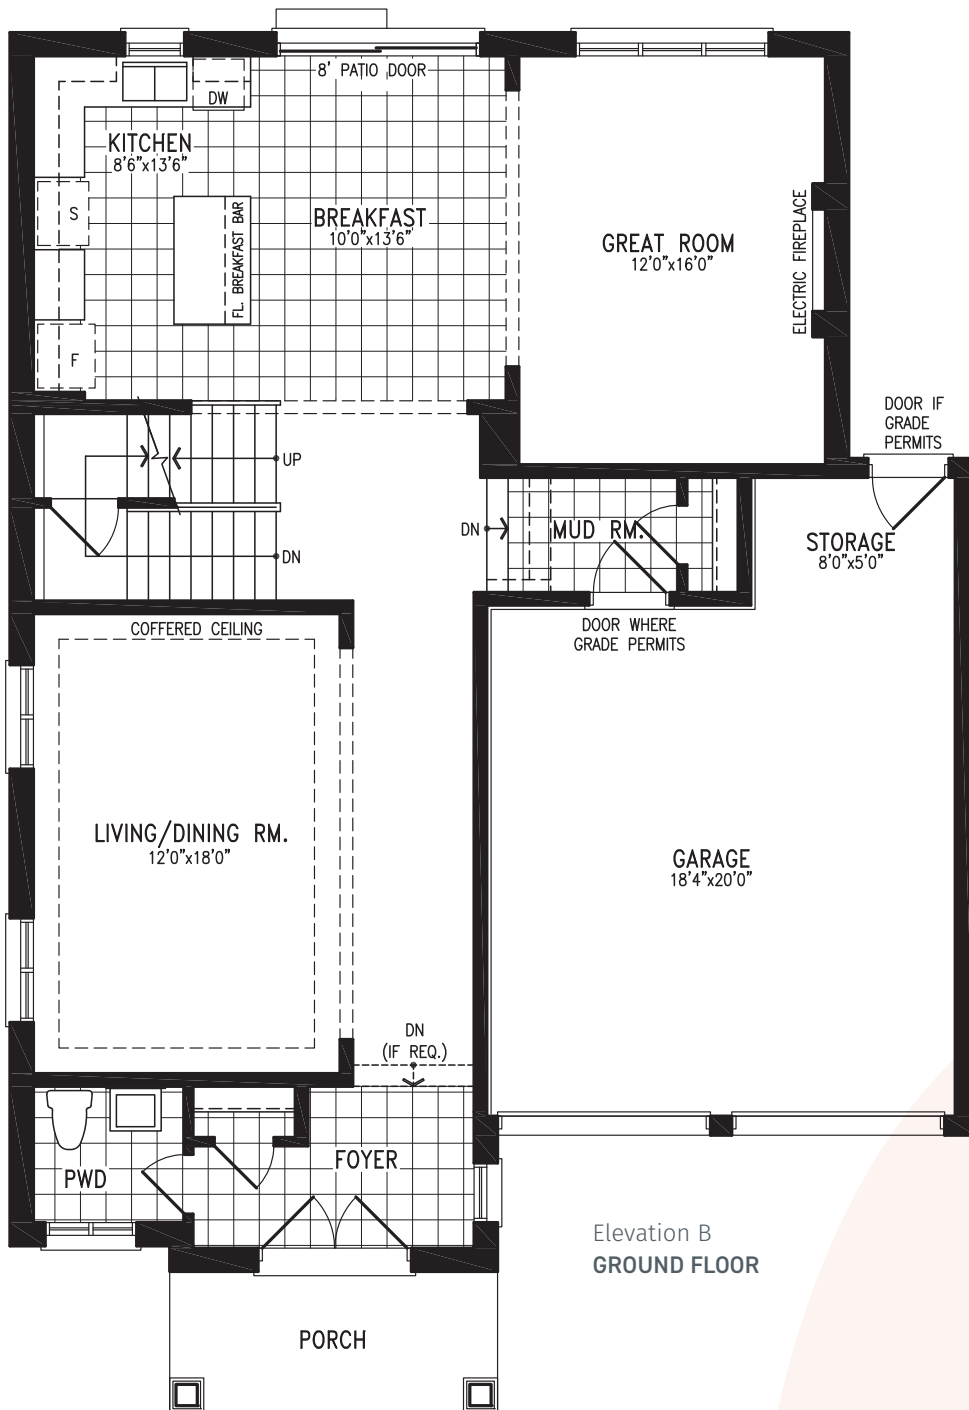 8' PATIO DOOR
DW
KITCHEN
8'6"x13'6"
S
FL. BREAKFAST BAR
BREAKFAST
10'0"x13'6"
GREAT ROOM
12'0"x16'0"
ELECTRIC FIREPLACE
F
DOOR IF
GRADE
PERMITS
UP
DN
DN
MUD RM.
STORAGE
8'0"x5'0"
COFFERED CEILING
DOOR WHERE
GRADE PERMITS
LIVING/DINING RM.
12'0"x18'0"
GARAGE
18'4"x20'0"
DN
(IF REQ.)
FOYER
PWD
Elevation B
GROUND FLOOR
PORCH